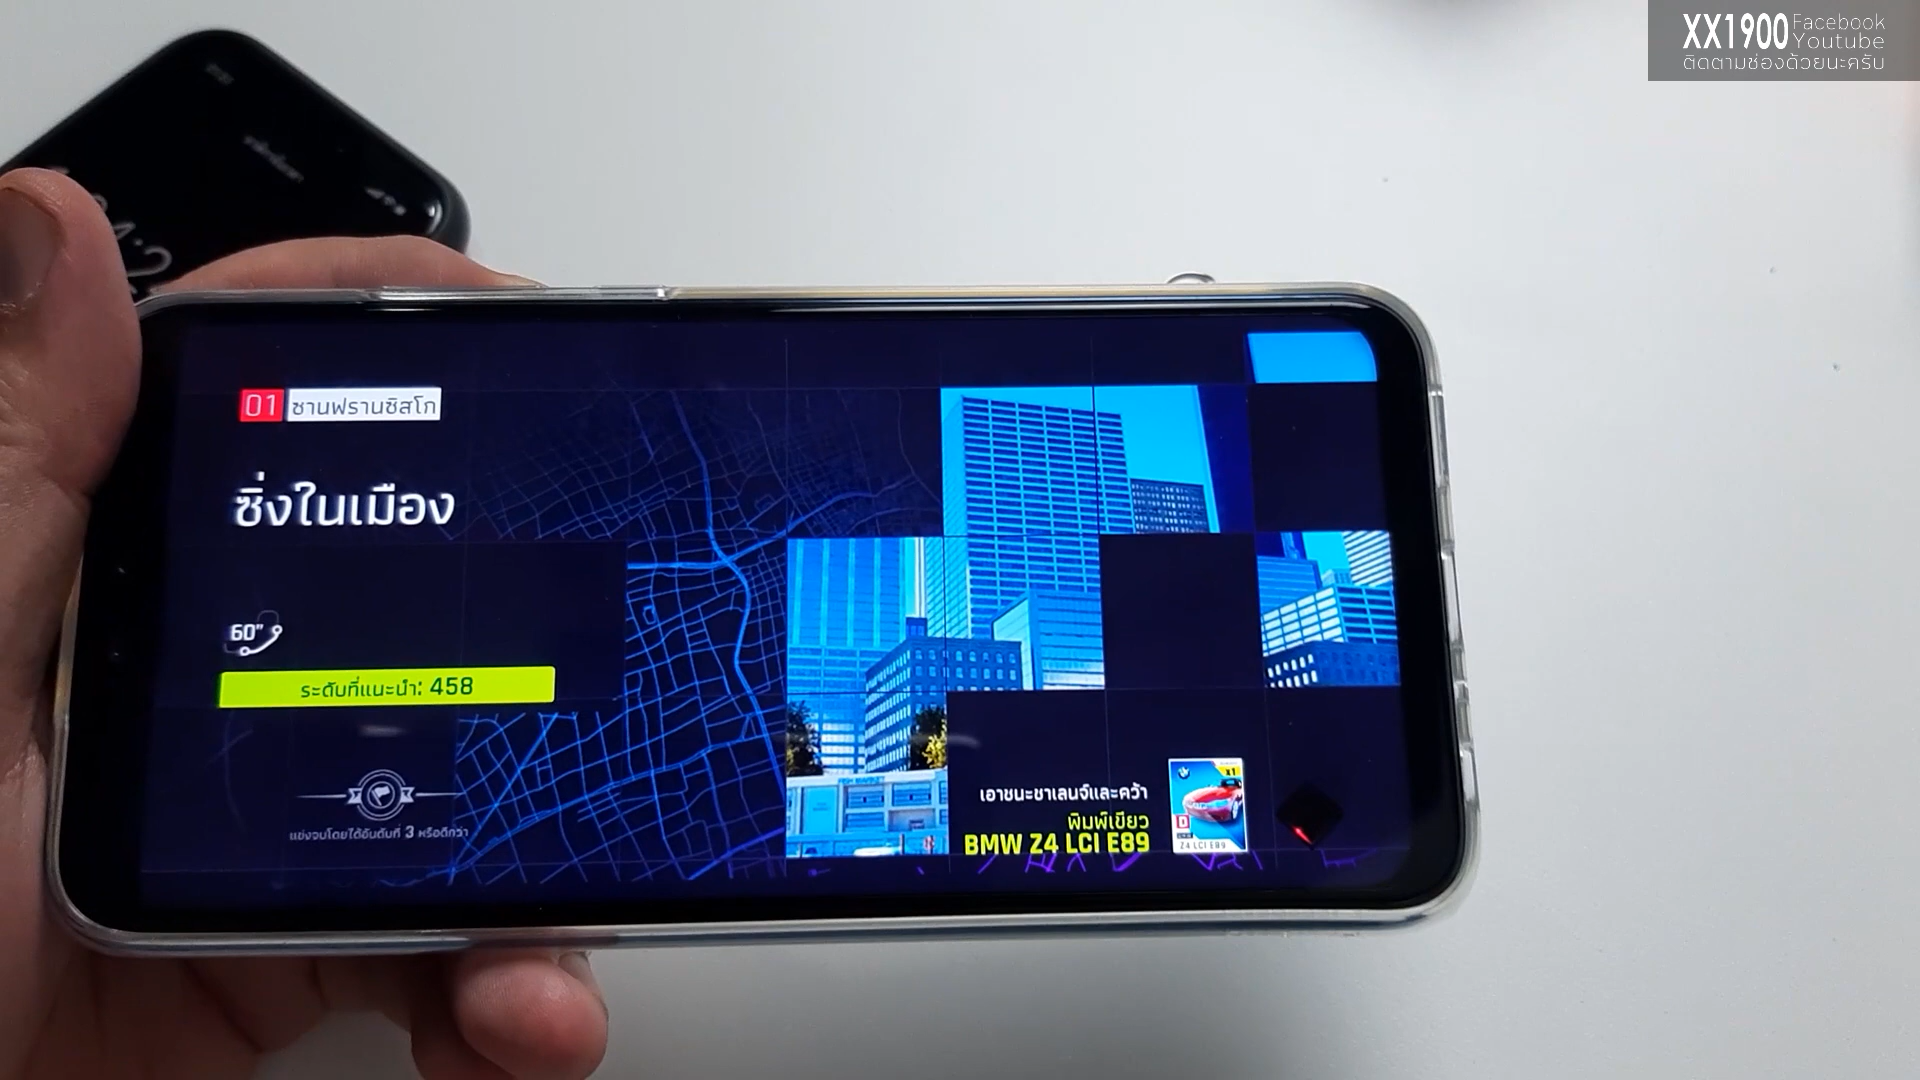 XX1900 Facebook
Youtube
ติดตามช่องด้วยนะครับ
01 ซานฟรานซิสโก
ซิ่งในเมือง
60"
ระดับที่แนะนำ: 458
แข่งจบโดยได้อันดับที่ 3 หรือดีกว่า
เอาชนะชาเลนจ์และคว้า
พิมพ์เขียว
BMW Z4 LCI E89
X1
D
Z4 LCI E89